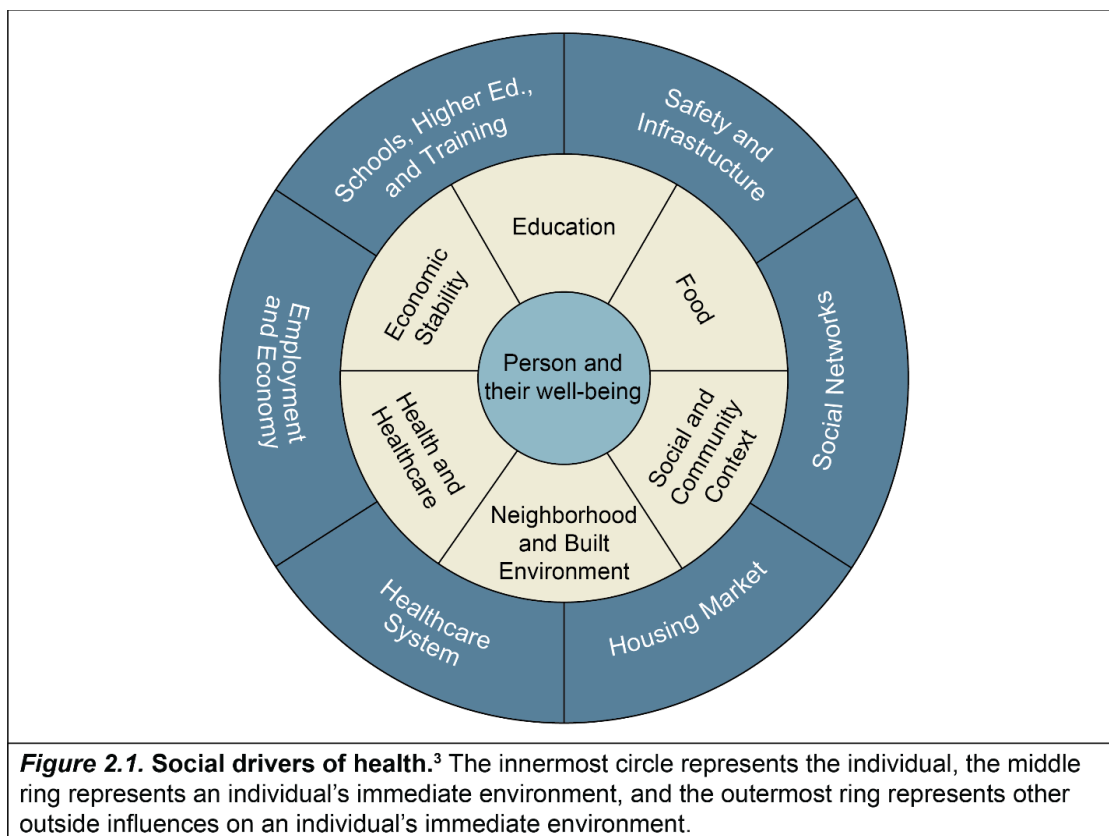 Schools, Higher Ed.,
and Training
Safety and
Infrastructure
Social Networks
Housing Market
Healthcare
System
Employment
and Economy
Education
Food
Social and
Community
Context
Neighborhood
and Built
Environment
Health and
Healthcare
Economic
Stability
Person and
their well-being
Figure 2.1. Social drivers of health.³ The innermost circle represents the individual, the middle
ring represents an individual’s immediate environment, and the outermost ring represents other
outside influences on an individual’s immediate environment.